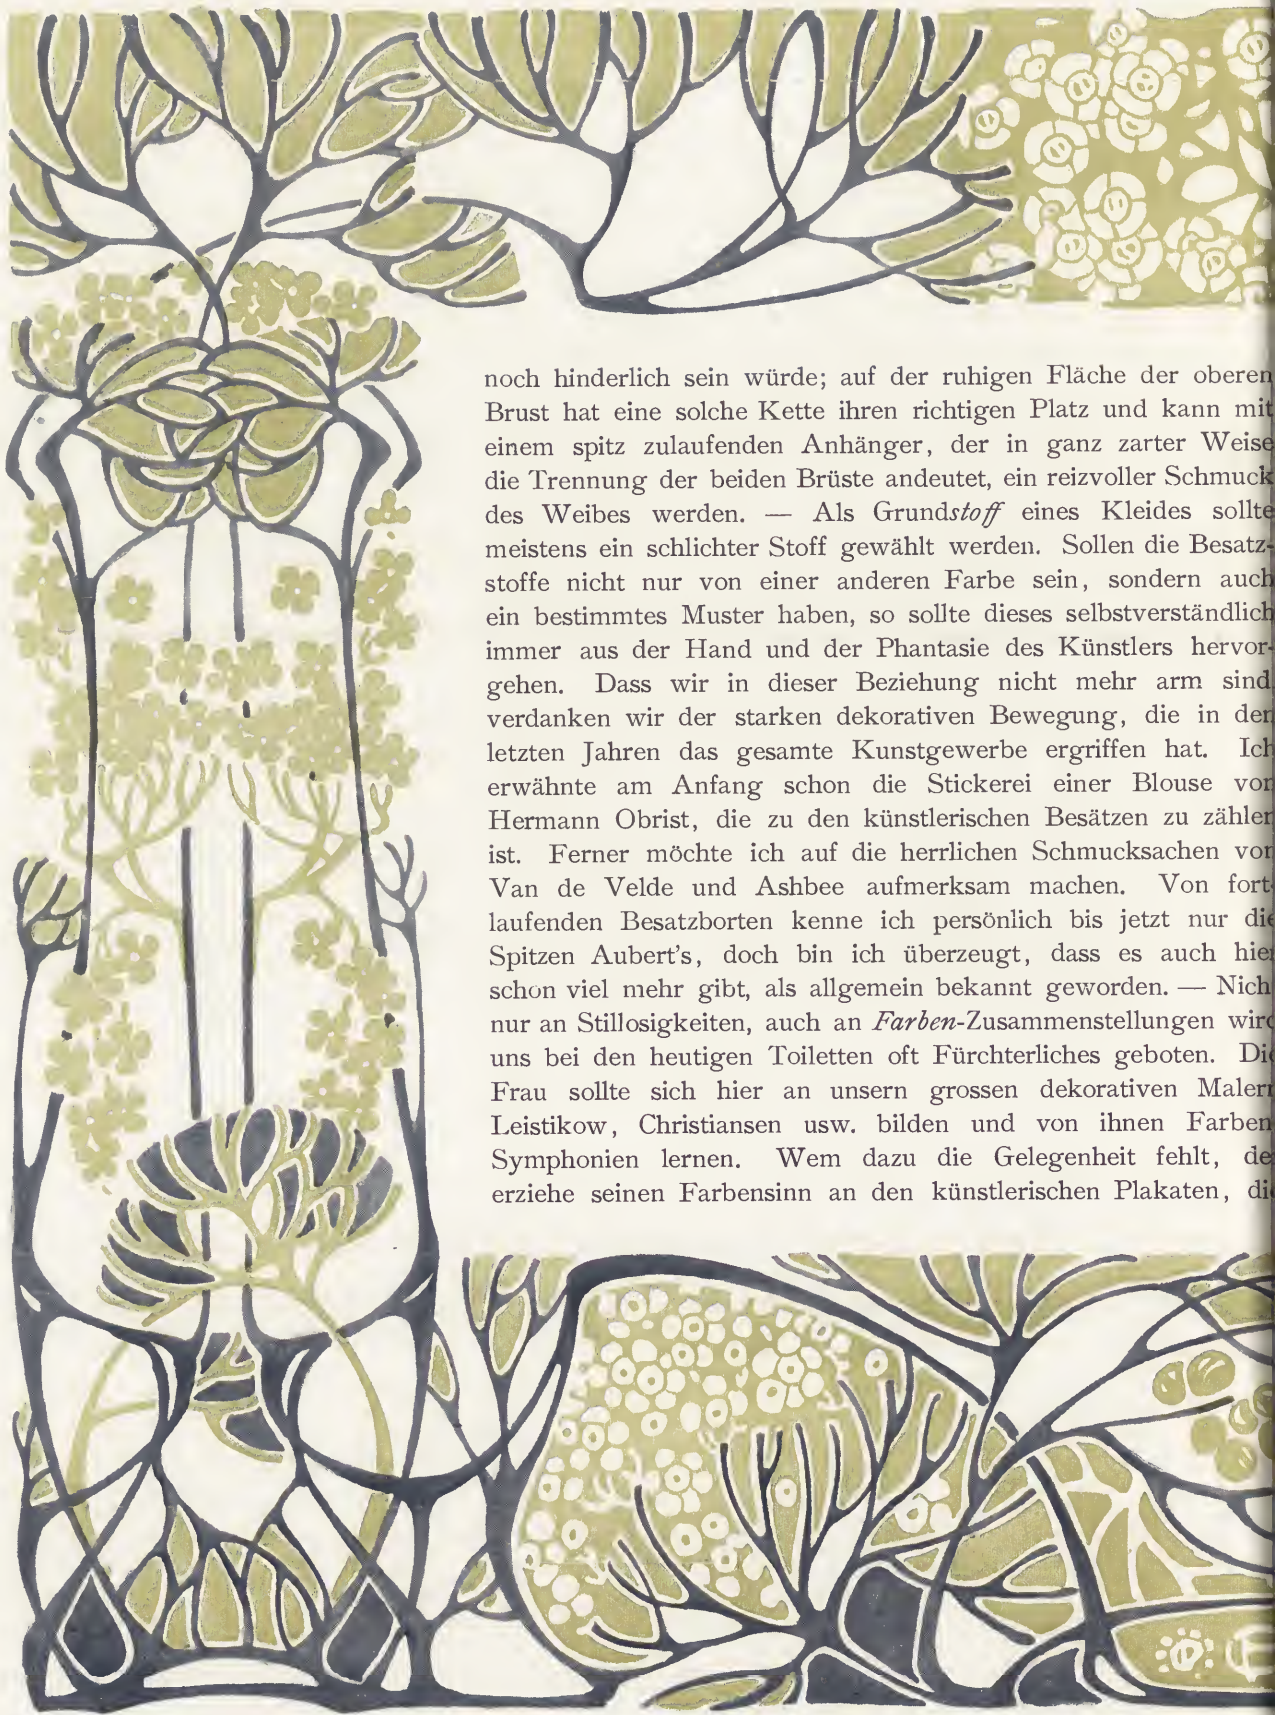 noch hinderlich sein würde; auf der ruhigen Fläche der oberen
Brust hat eine solche Kette ihren richtigen Platz und kann mit
einem spitz zulaufenden Anhänger, der in ganz zarter Weise
die Trennung der beiden Brüste andeutet, ein reizvoller Schmuck
des Weibes werden. — Als Grundstoff eines Kleides sollte
meistens ein schlichter Stoff gewählt werden. Sollen die Besatz-
stoffe nicht nur von einer anderen Farbe sein, sondern auch
ein bestimmtes Muster haben, so sollte dieses selbstverständlich
immer aus der Hand und der Phantasie des Künstlers hervor-
gehen. Dass wir in dieser Beziehung nicht mehr arm sind
verdanken wir der starken dekorativen Bewegung, die in der
letzten Jahren das gesamte Kunstgewerbe ergriffen hat. Ich
erwähnte am Anfang schon die Stickerei einer Blouse von
Hermann Obrist, die zu den künstlerischen Besätzen zu zählen
ist. Ferner möchte ich auf die herrlichen Schmucksachen von
Van de Velde und Ashbee aufmerksam machen. Von fort-
laufenden Besatzborten kenne ich persönlich bis jetzt nur die
Spitzen Aubert's, doch bin ich überzeugt, dass es auch hier
schon viel mehr gibt, als allgemein bekannt geworden. — Nich
nur an Stillosigkeiten, auch an Farben-Zusammenstellungen wird
uns bei den heutigen Toiletten oft Fürchterliches geboten. Die
Frau sollte sich hier an unsern grossen dekorativen Malern
Leistikow, Christiansen usw. bilden und von ihnen Farben
Symphonien lernen. Wem dazu die Gelegenheit fehlt, de
erziehe seinen Farbensinn an den künstlerischen Plakaten, di